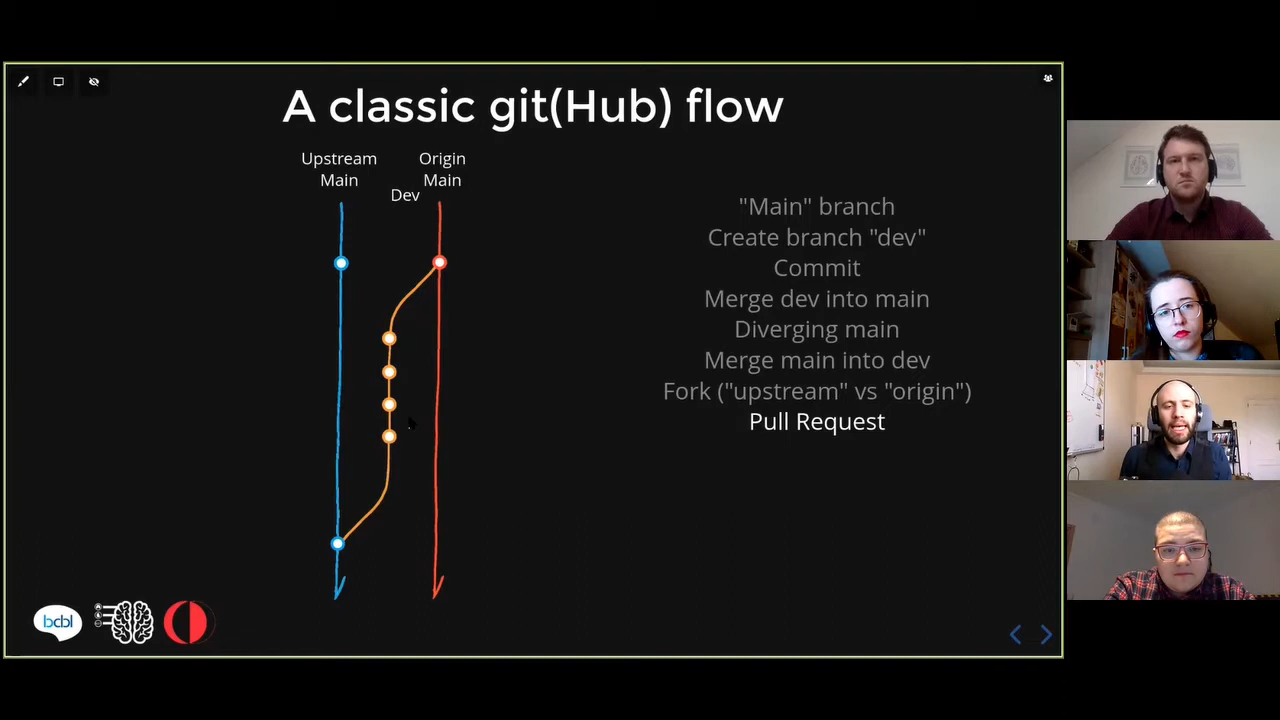 A classic git(Hub) flow
Upstream
Main
Origin
Main
Dev
"Main" branch
Create branch "dev"
Commit
Merge dev into main
Diverging main
Merge main into dev
Fork ("upstream" vs "origin")
Pull Request
bcbl